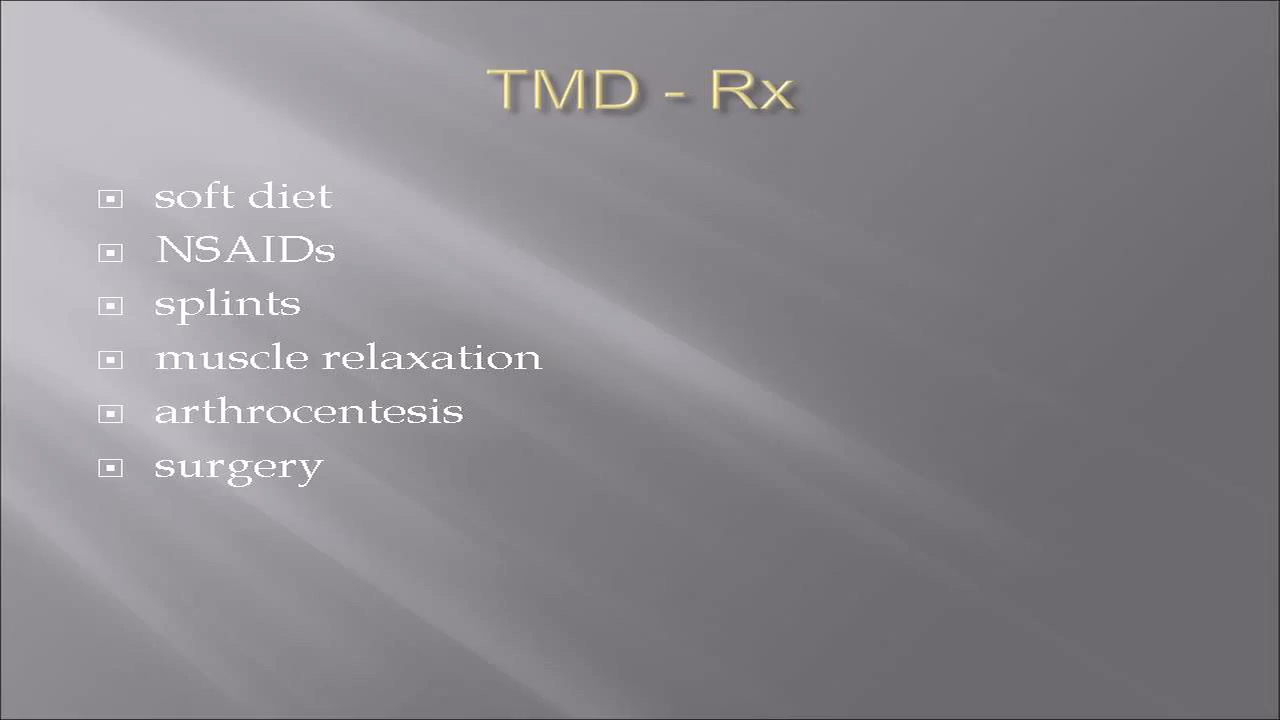 TMD - Rx
soft diet
NSAIDs
splints
muscle relaxation
arthrocentesis
surgery